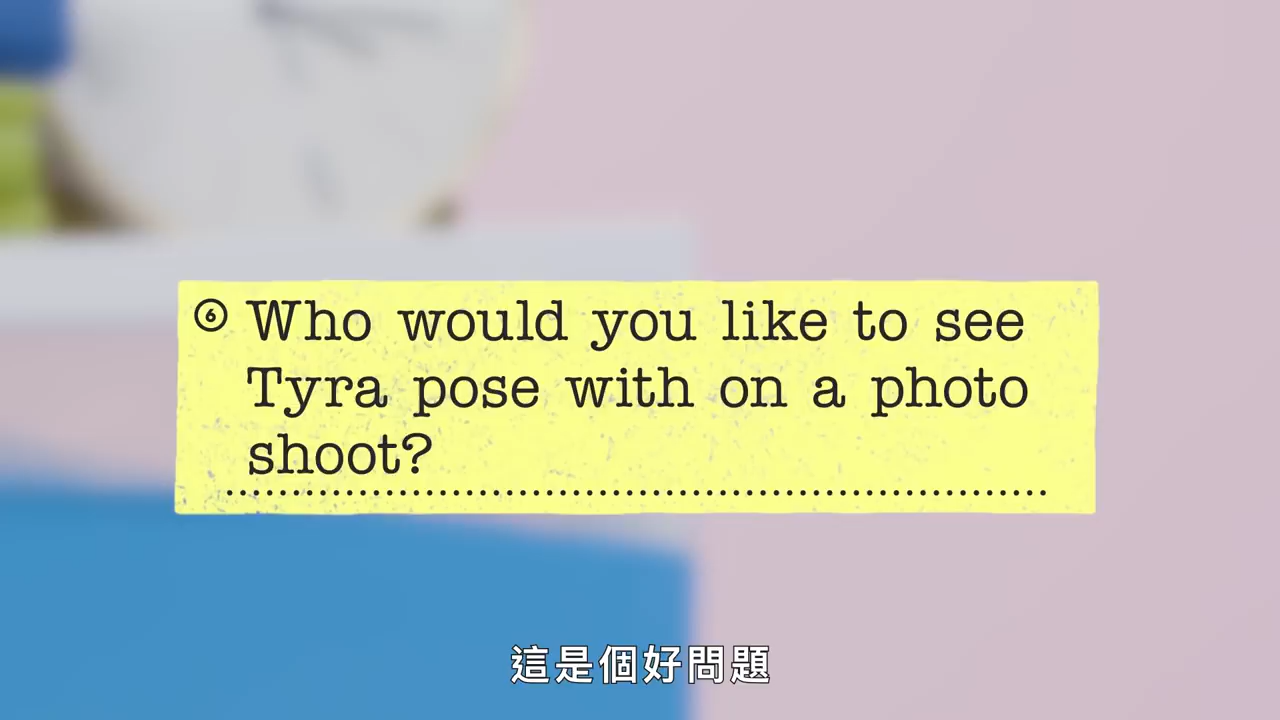 ⑥ Who would you like to see
Tyra pose with on a photo
shoot?
這是個好問題